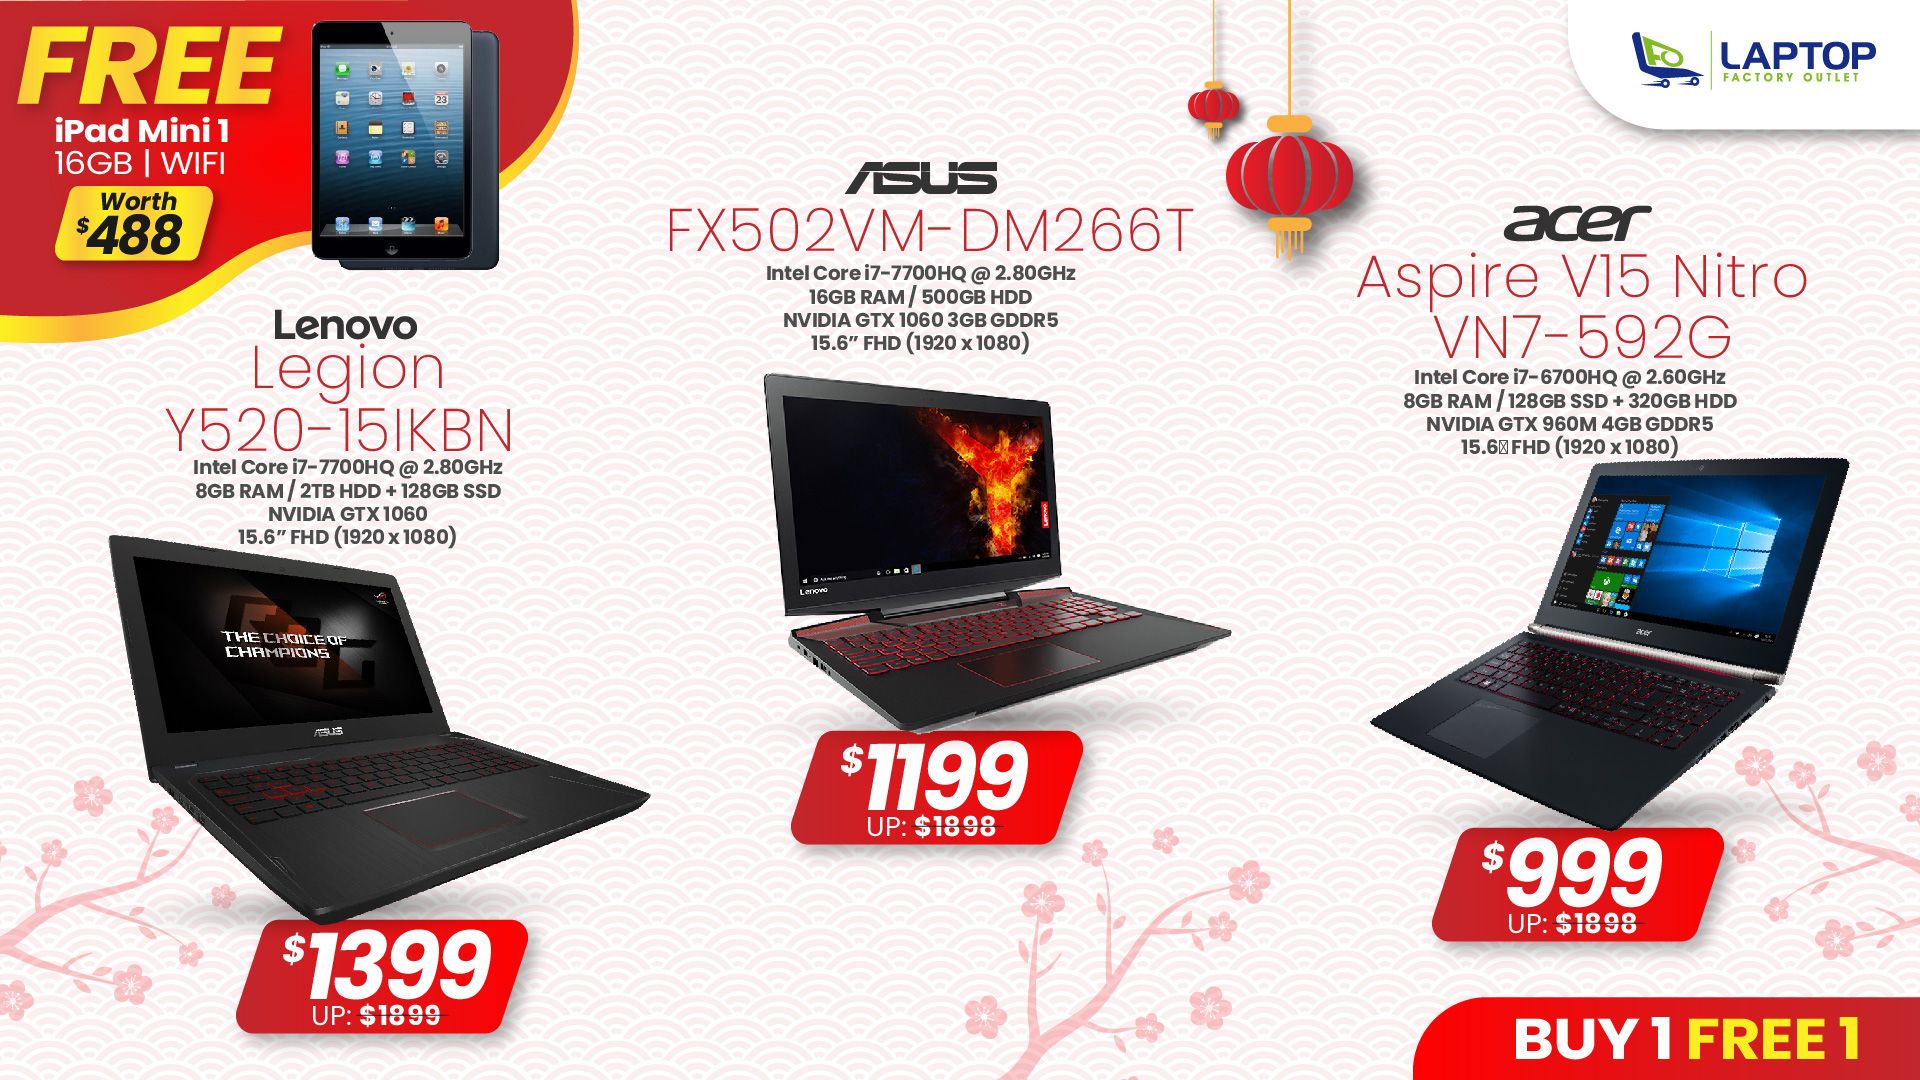 FREE
iPad Mini 1
16GB | WIFI
Worth
$488
LAPTOP
FACTORY OUTLET
Lenovo
Legion
Y520-15IKBN
Intel Core i7-7700HQ @ 2.80GHz
8GB RAM / 2TB HDD + 128GB SSD
NVIDIA GTX 1060
15.6” FHD (1920 x 1080)
THE CHOICE OF
CHAMPIONS
ASUS
$1399
UP: $1899
ASUS
FX502VM-DM266T
Intel Core i7-7700HQ @ 2.80GHz
16GB RAM / 500GB HDD
NVIDIA GTX 1060 3GB GDDR5
15.6” FHD (1920 x 1080)
Lenovo
Lenovo
$1199
UP: $1898
acer
Aspire V15 Nitro
VN7-592G
Intel Core i7-6700HQ @ 2.60GHz
8GB RAM / 128GB SSD + 320GB HDD
NVIDIA GTX 960M 4GB GDDR5
15.6 FHD (1920 x 1080)
acer
$999
UP: $1898
BUY 1 FREE 1